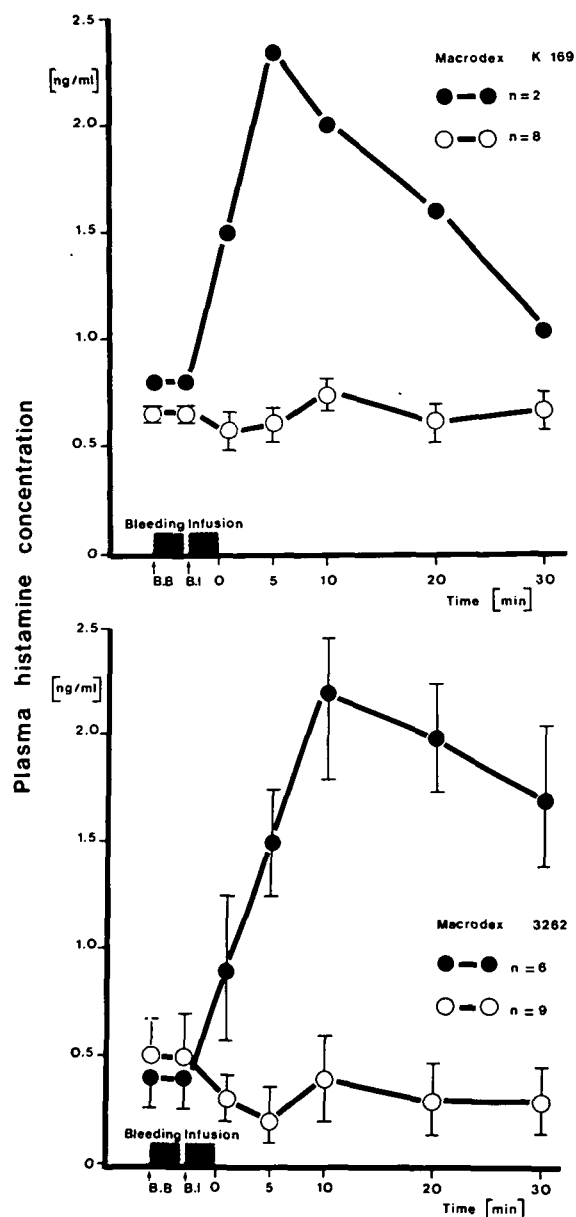 [ng/ml]
Macrodex K 169
n=2
n=8
2.0
1.5
1.0
0.5
0
Bleeding Infusion
B.B B.I 0 5 10 20 30
Time [min]
Plasma histamine concentration
2.5
[ng/ml]
2.0
1.5
1.0
0.5
0
Macrodex 3262
n=6
n=9
Bleeding Infusion
B.B B.I 0 5 10 20 30
Time [min]